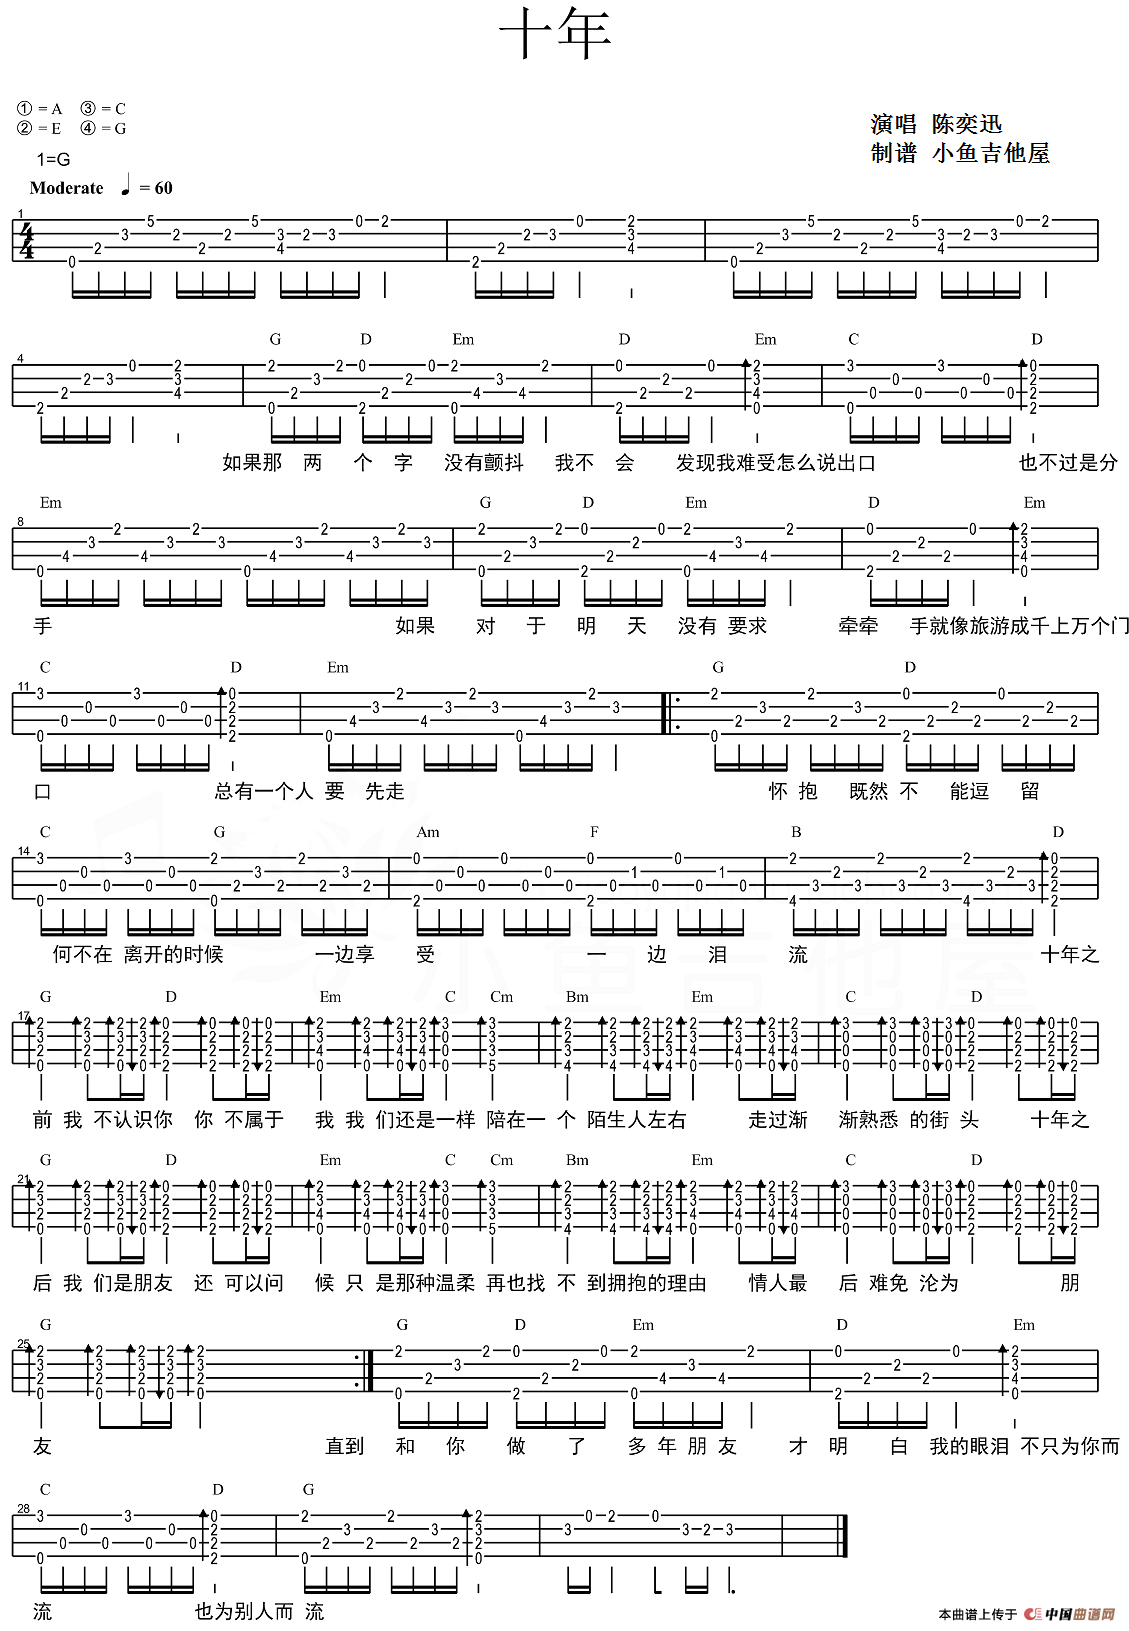 十年
① = A ③ = C
② = E ④ = G
演唱 陈奕迅
制谱 小鱼吉他屋
1=G
Moderate ♩ = 60
G D Em D Em C D
如果那 两 个 字 没有颤抖 我不 会 发现我难受怎么说出口 也不过是分
Em G D Em D Em
手 如果 对 于 明 天 没有 要求 牵牵 手就像旅游成千上万个门
C D Em G D
口 总有一个人 要 先走 怀 抱 既然 不 能逗 留
C G Am F B D
何不在 离开的时候 一边享 受 一 边 泪 流 十年之
G D Em C Cm Bm Em C D
前 我 不认识你 你 不属于 我 我 们还是一样 陪在一 个 陌生人左右 走过渐 渐熟悉 的街 头 十年之
G D Em C Cm Bm Em C D
后 我 们是朋友 还 可以问 候 只 是那种温柔 再也找 不 到拥抱的理由 情人最 后 难免 沦为 朋
G G D Em D Em
友 直到 和 你 做 了 多 年 朋 友 才 明 白 我的眼泪 不只为你而
C D G
流 也为别人而 流
本曲谱上传于 中国曲谱网